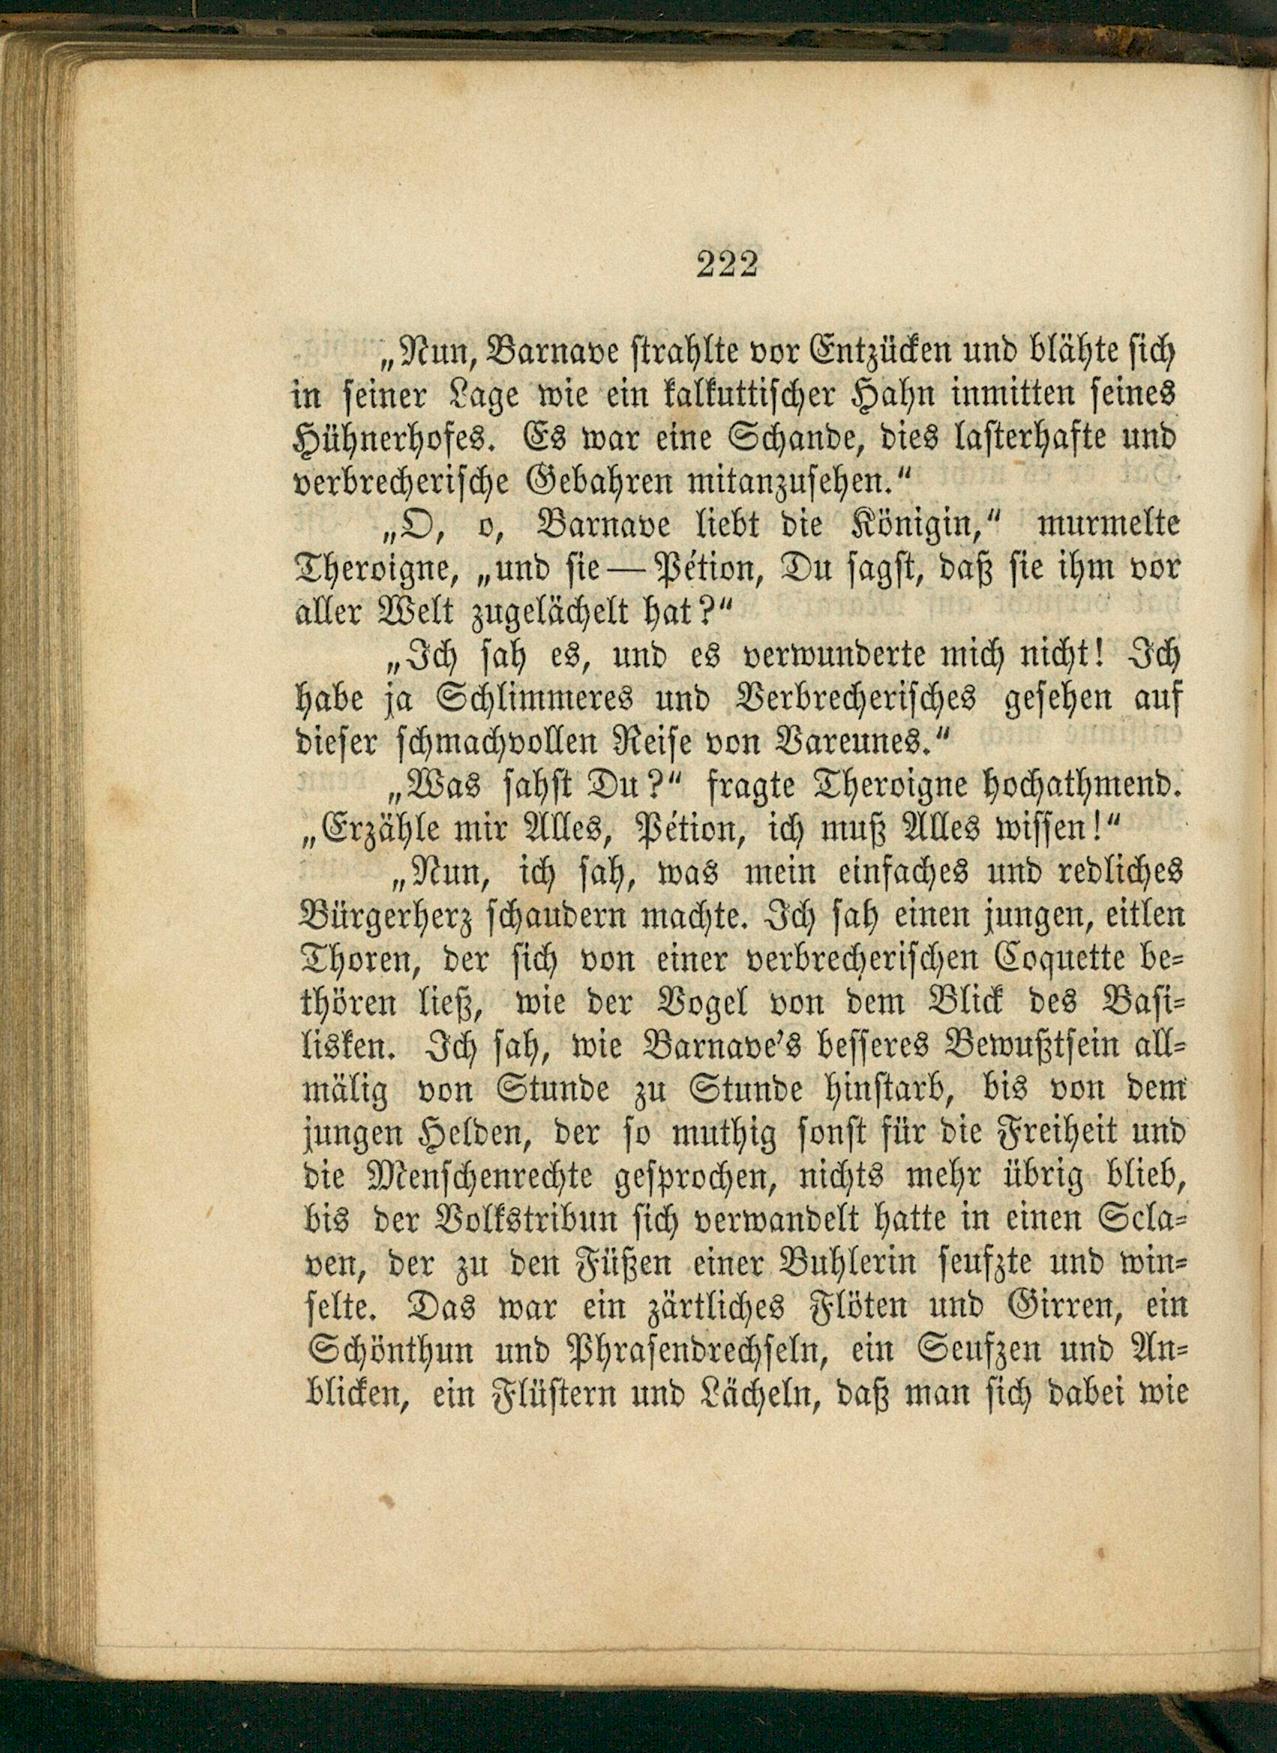 222
„Nun, Barnave strahlte vor Entzücken und blähte sich
in seiner Lage wie ein kalkuttischer Hahn inmitten seines
Hühnerhofes. Es war eine Schande, dies lasterhafte und
verbrecherische Gebahren mitanzusehen.“
„O, o, Barnave liebt die Königin,“ murmelte
Theroigne, „und sie — Pétion, Du sagst, daß sie ihm vor
aller Welt zugelächelt hat?“
„Ich sah es, und es verwunderte mich nicht! Ich
habe ja Schlimmeres und Verbrecherisches gesehen auf
dieser schmachvollen Reise von Vareunes.“
„Was sahst Du?“ fragte Theroigne hochathmend.
„Erzähle mir Alles, Pétion, ich muß Alles wissen!“
„Nun, ich sah, was mein einfaches und redliches
Bürgerherz schaudern machte. Ich sah einen jungen, eitlen
Thoren, der sich von einer verbrecherischen Coquette be-
thören ließ, wie der Vogel von dem Blick des Basi-
lisken. Ich sah, wie Barnave's besseres Bewußtsein all-
mälig von Stunde zu Stunde hinstarb, bis von dem
jungen Helden, der so muthig sonst für die Freiheit und
die Menschenrechte gesprochen, nichts mehr übrig blieb,
bis der Volkstribun sich verwandelt hatte in einen Scla-
ven, der zu den Füßen einer Buhlerin seufzte und win-
selte. Das war ein zärtliches Flöten und Girren, ein
Schönthun und Phrasendrechseln, ein Seufzen und An-
blicken, ein Flüstern und Lächeln, daß man sich dabei wie